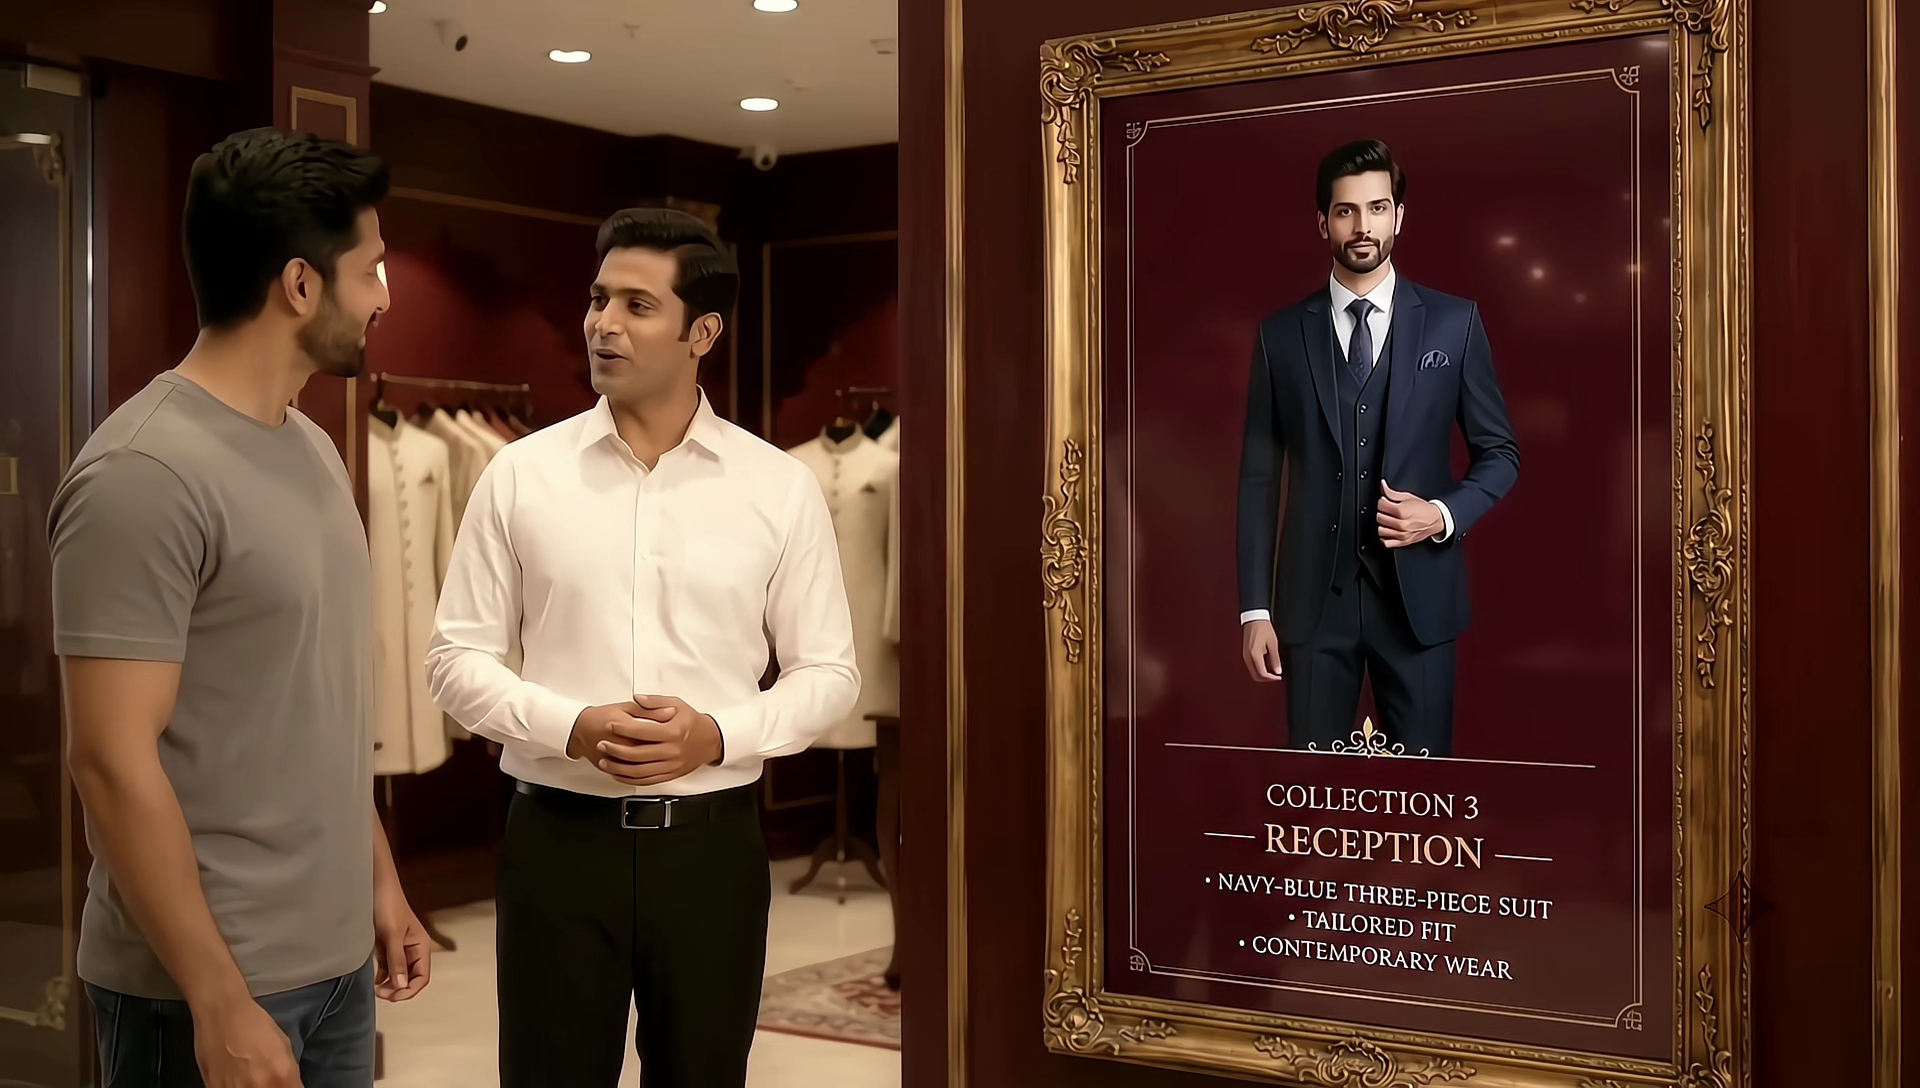 COLLECTION 3
RECEPTION
• NAVY-BLUE THREE-PIECE SUIT
• TAILORED FIT
• CONTEMPORARY WEAR